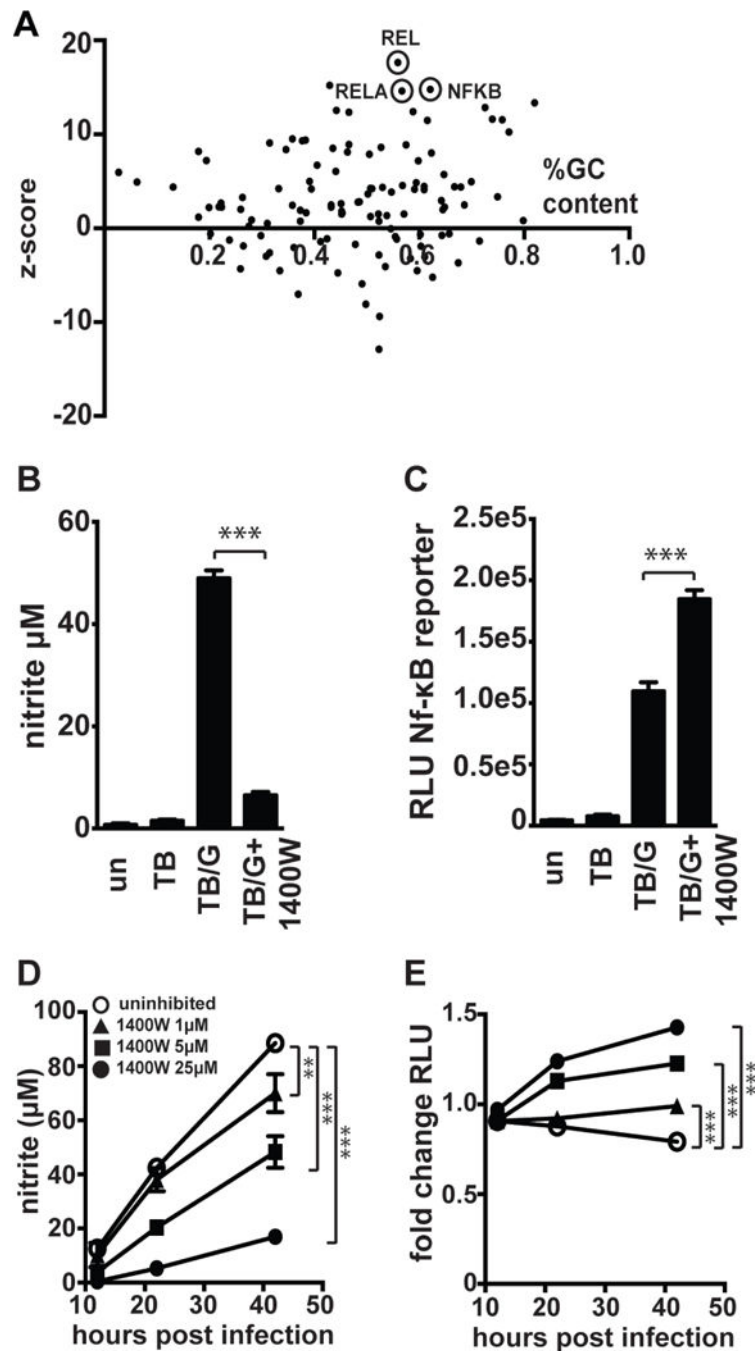 A
REL
RELA
NFKB
20
10
0
-10
-20
z-score
%GC
content
0.2
0.4
0.6
0.8
1.0
B
60
40
20
0
nitrite µM
***
un
TB
TB/G
TB/G+
1400W
C
2.5e5
2.0e5
1.5e5
1.0e5
0.5e5
0
RLU Nf-κB reporter
***
un
TB
TB/G
TB/G+
1400W
D
uninhibited
1400W 1µM
1400W 5µM
1400W 25µM
100
80
60
40
20
0
nitrite (µM)
**
***
***
10
20
30
40
50
hours post infection
E
1.5
1.0
0.5
0
fold change RLU
***
***
***
10
20
30
40
50
hours post infection